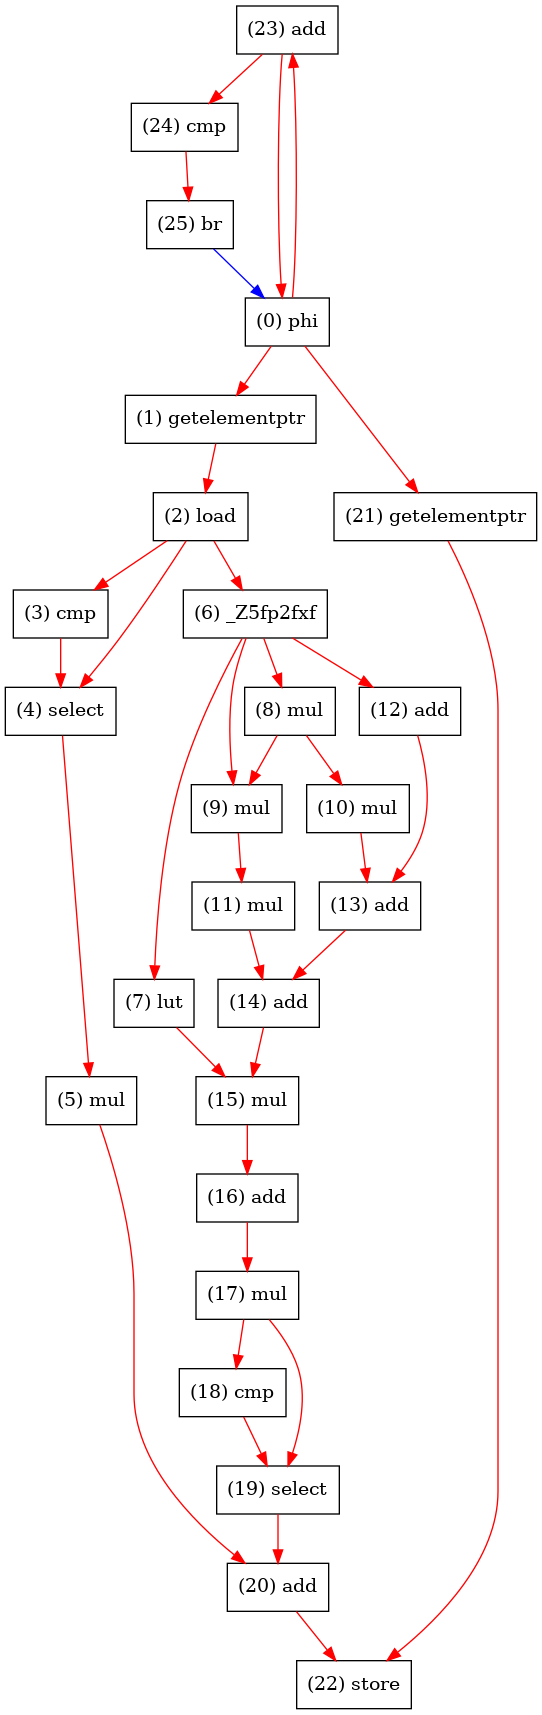 (23) add
(24) cmp
(25) br
(0) phi
(1) getelementptr
(2) load
(21) getelementptr
(3) cmp
(6) _Z5fp2fxf
(4) select
(8) mul
(12) add
(9) mul
(10) mul
(11) mul
(13) add
(7) lut
(14) add
(5) mul
(15) mul
(16) add
(17) mul
(18) cmp
(19) select
(20) add
(22) store